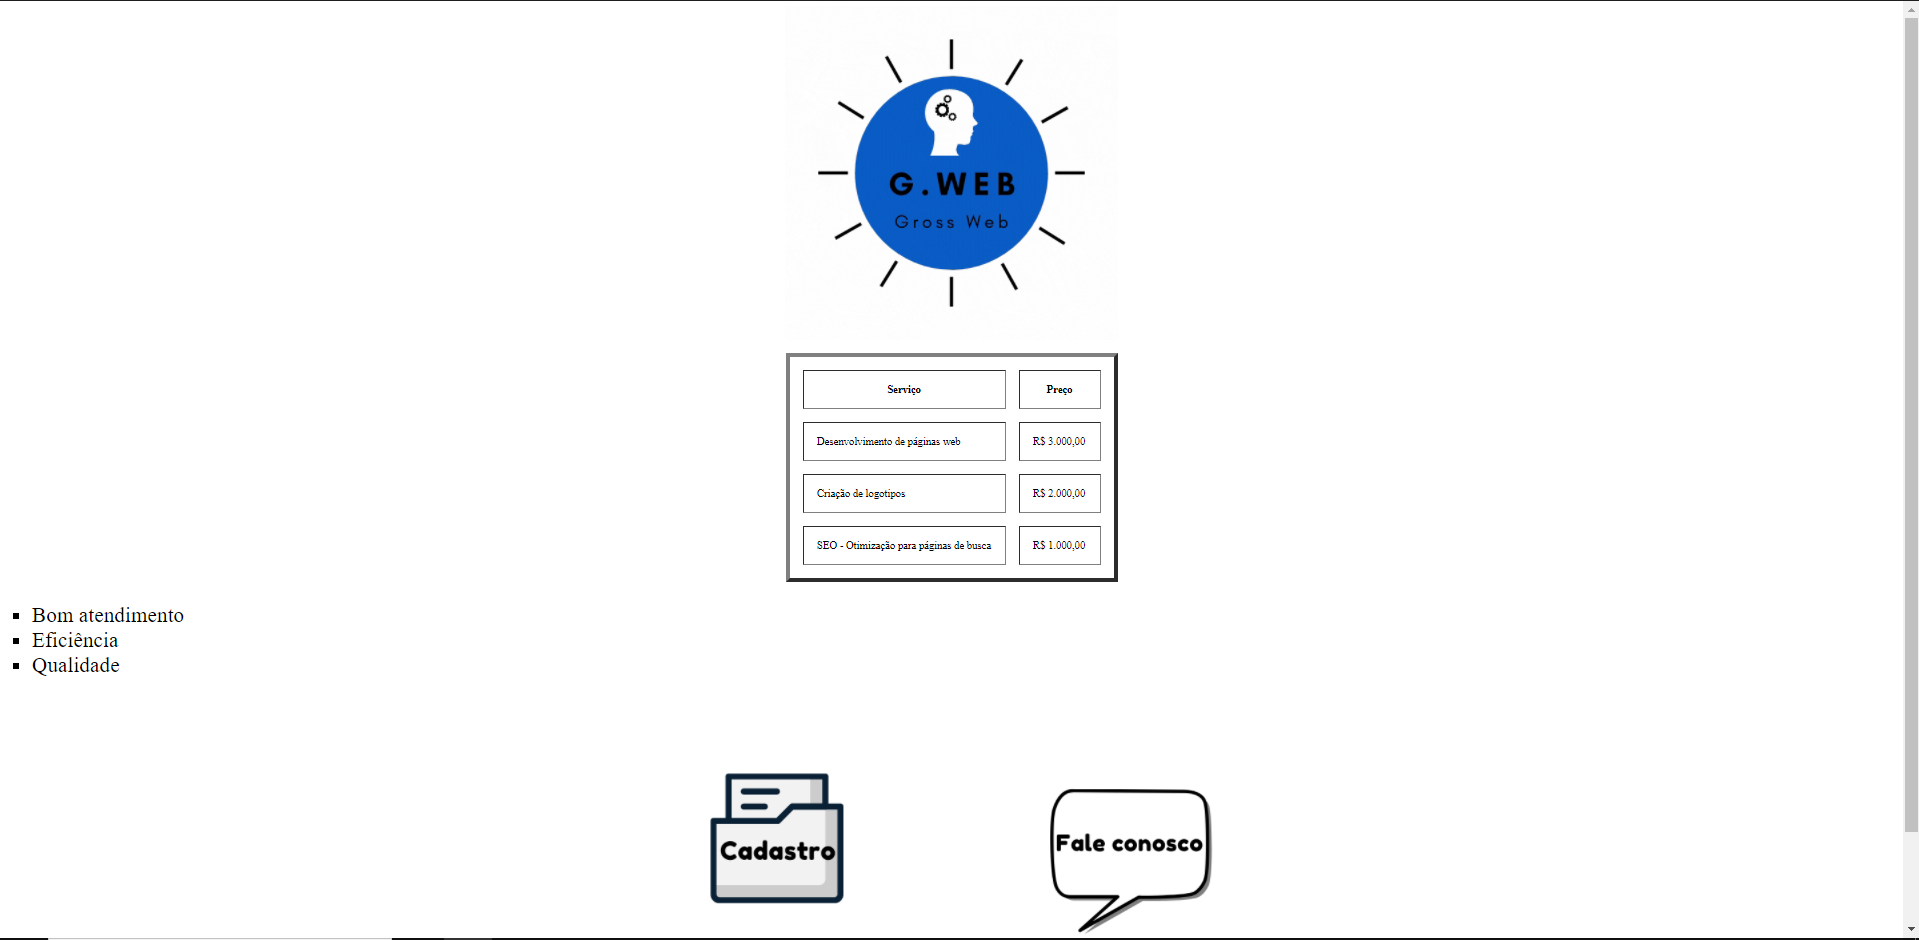 G.WEB
Gross Web
Serviço Preço
Desenvolvimento de páginas web R$ 3.000,00
Criação de logotipos R$ 2.000,00
SEO - Otimização para páginas de busca R$ 1.000,00
Bom atendimento
Eficiência
Qualidade
Cadastro
Fale conosco